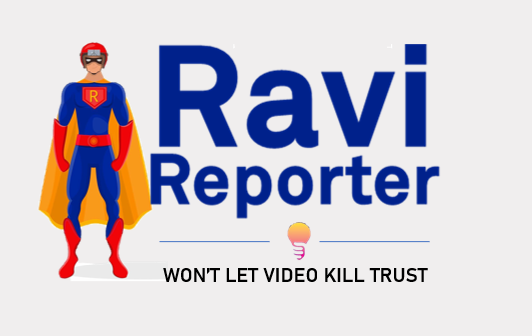 Ravi
R
Reporter
WON'T LET VIDEO KILL TRUST